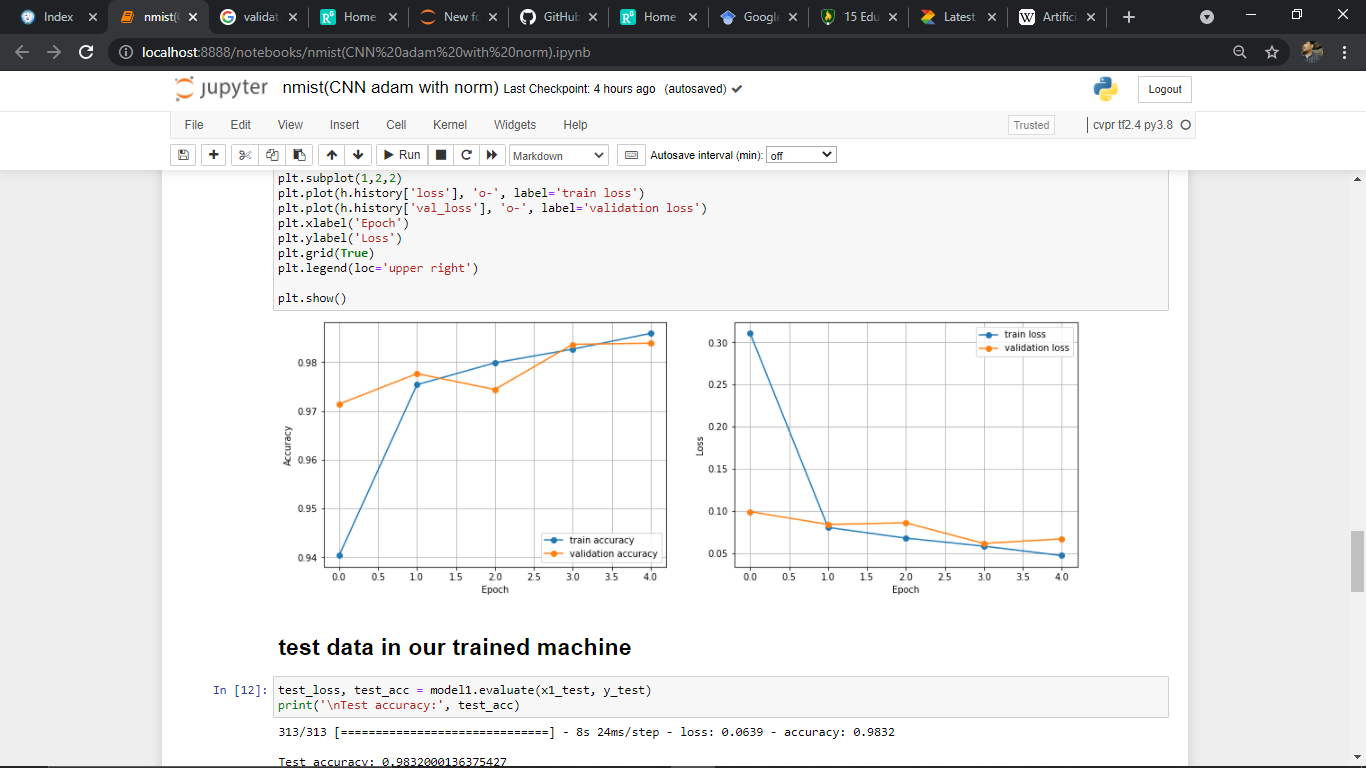 Index
nmist(
validat
Home
New fo
GitHub
Home
Google
15 Edu
Latest
Artifici
localhost:8888/notebooks/nmist(CNN%20adam%20with%20norm).ipynb
jupyter nmist(CNN adam with norm) Last Checkpoint: 4 hours ago (autosaved)
Logout
File Edit View Insert Cell Kernel Widgets Help
Trusted
cvpr tf2.4 py3.8
Run
Markdown
Autosave interval (min): off
plt.subplot(1,2,2)
plt.plot(h.history['loss'], 'o-', label='train loss')
plt.plot(h.history['val_loss'], 'o-', label='validation loss')
plt.xlabel('Epoch')
plt.ylabel('Loss')
plt.grid(True)
plt.legend(loc='upper right')
plt.show()
0.98
0.97
0.96
0.95
0.94
Accuracy
train accuracy
validation accuracy
0.0 0.5 1.0 1.5 2.0 2.5 3.0 3.5 4.0
Epoch
0.30
0.25
0.20
0.15
0.10
0.05
Loss
train loss
validation loss
0.0 0.5 1.0 1.5 2.0 2.5 3.0 3.5 4.0
Epoch
test data in our trained machine
In [12]:
test_loss, test_acc = model1.evaluate(x1_test, y_test)
print('\nTest accuracy:', test_acc)
313/313 [==============================] - 8s 24ms/step - loss: 0.0639 - accuracy: 0.9832
Test accuracy: 0.9832000136375427